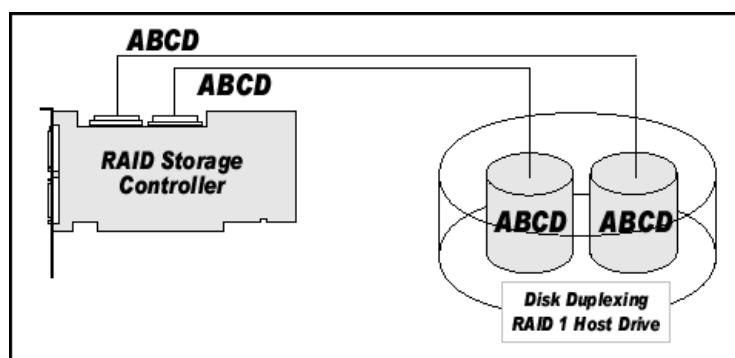 ABCD
ABCD
RAID Storage
Controller
ABCD
ABCD
Disk Duplexing
RAID 1 Host Drive